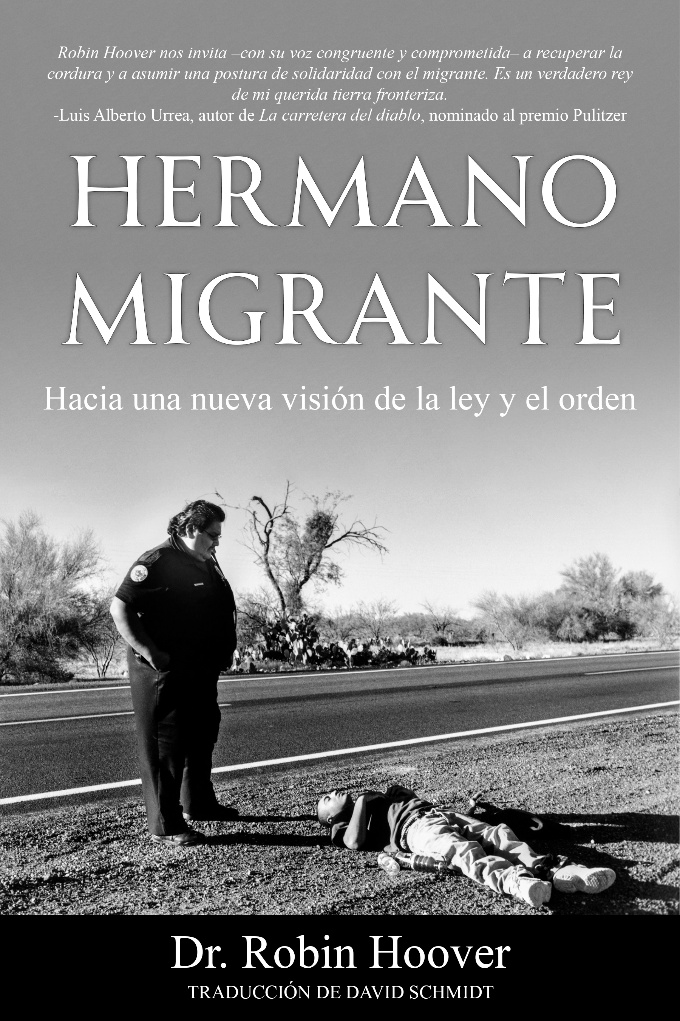 Robin Hoover nos invita –con su voz congruente y comprometida– a recuperar la
cordura y a asumir una postura de solidaridad con el migrante. Es un verdadero rey
de mi querida tierra fronteriza.
-Luis Alberto Urrea, autor de La carretera del diablo, nominado al premio Pulitzer
HERMANO
MIGRANTE
Hacia una nueva visión de la ley y el orden
Dr. Robin Hoover
TRADUCCIÓN DE DAVID SCHMIDT